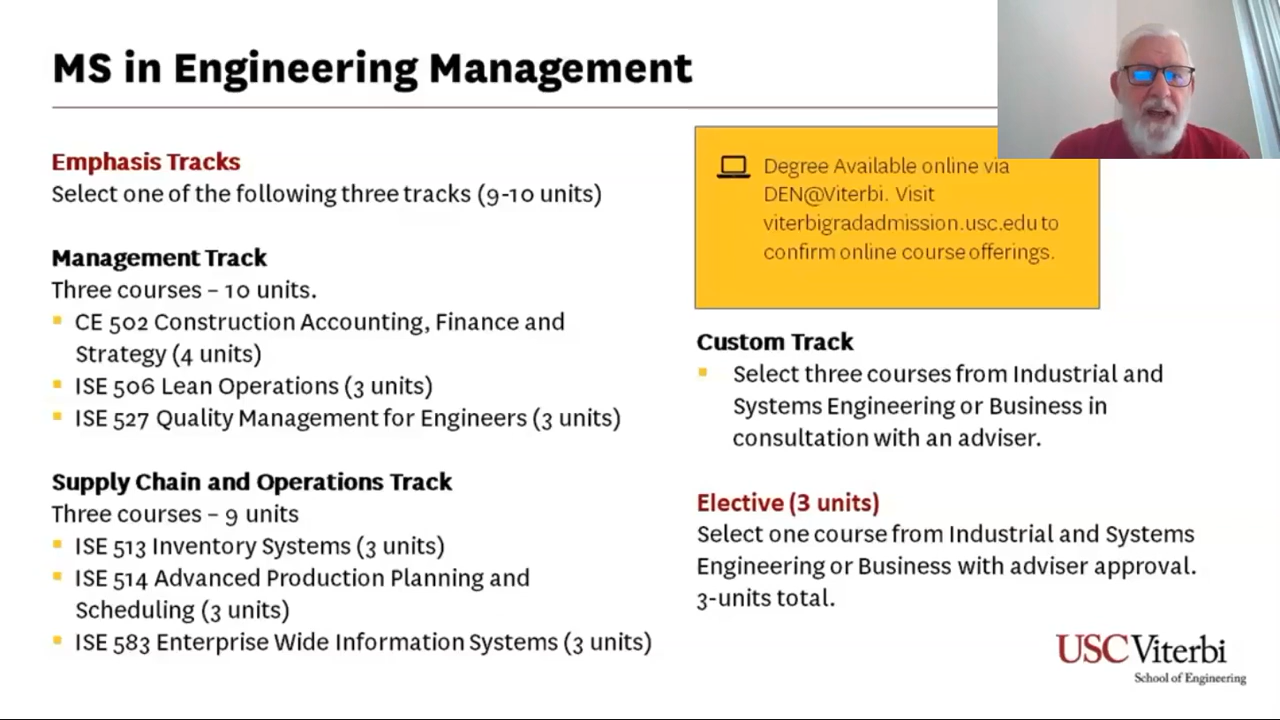 MS in Engineering Management
Emphasis Tracks
Select one of the following three tracks (9-10 units)
Management Track
Three courses – 10 units.
CE 502 Construction Accounting, Finance and
Strategy (4 units)
ISE 506 Lean Operations (3 units)
ISE 527 Quality Management for Engineers (3 units)
Supply Chain and Operations Track
Three courses – 9 units
ISE 513 Inventory Systems (3 units)
ISE 514 Advanced Production Planning and
Scheduling (3 units)
ISE 583 Enterprise Wide Information Systems (3 units)
Degree Available online via
DEN@Viterbi. Visit
viterbigradadmission.usc.edu to
confirm online course offerings.
Custom Track
Select three courses from Industrial and
Systems Engineering or Business in
consultation with an adviser.
Elective (3 units)
Select one course from Industrial and Systems
Engineering or Business with adviser approval.
3-units total.
USC Viterbi
School of Engineering